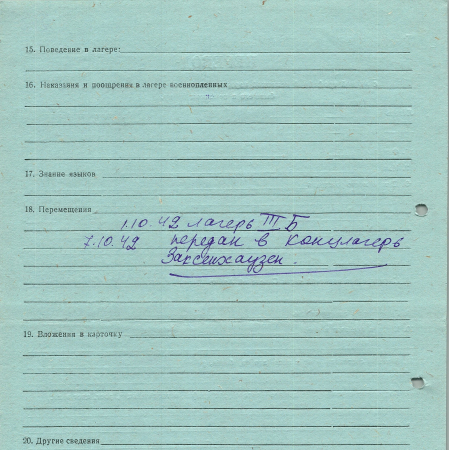 15. Поведение в лагере:
16. Наказания и поощрения в лагере военнопленных
17. Знание языков
18. Перемещения
1.10.42 лагерь III Б
7.10.42 передан в концлагерь
Заксенхаузен.
19. Вложения в карточку
20. Другие сведения